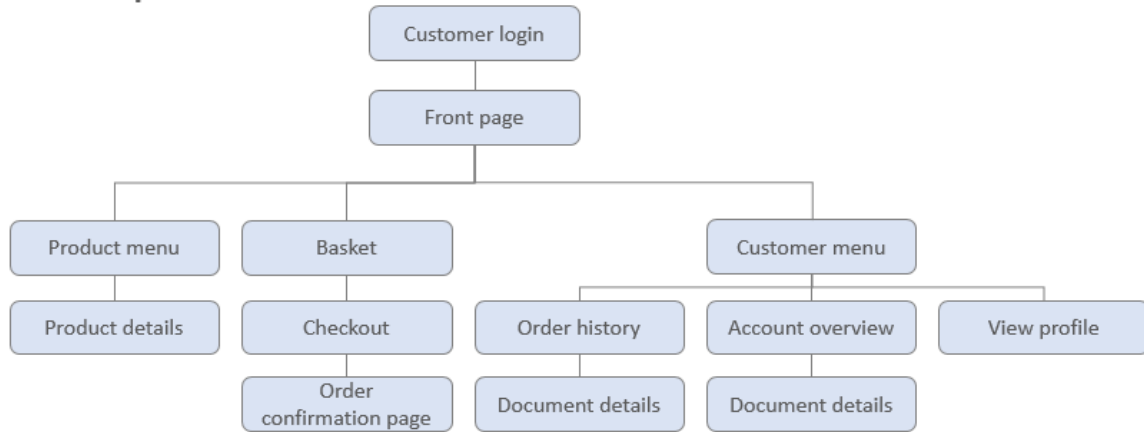 Customer login
Front page
Product menu
Basket
Customer menu
Product details
Checkout
Order history
Account overview
View profile
Order
confirmation page
Document details
Document details